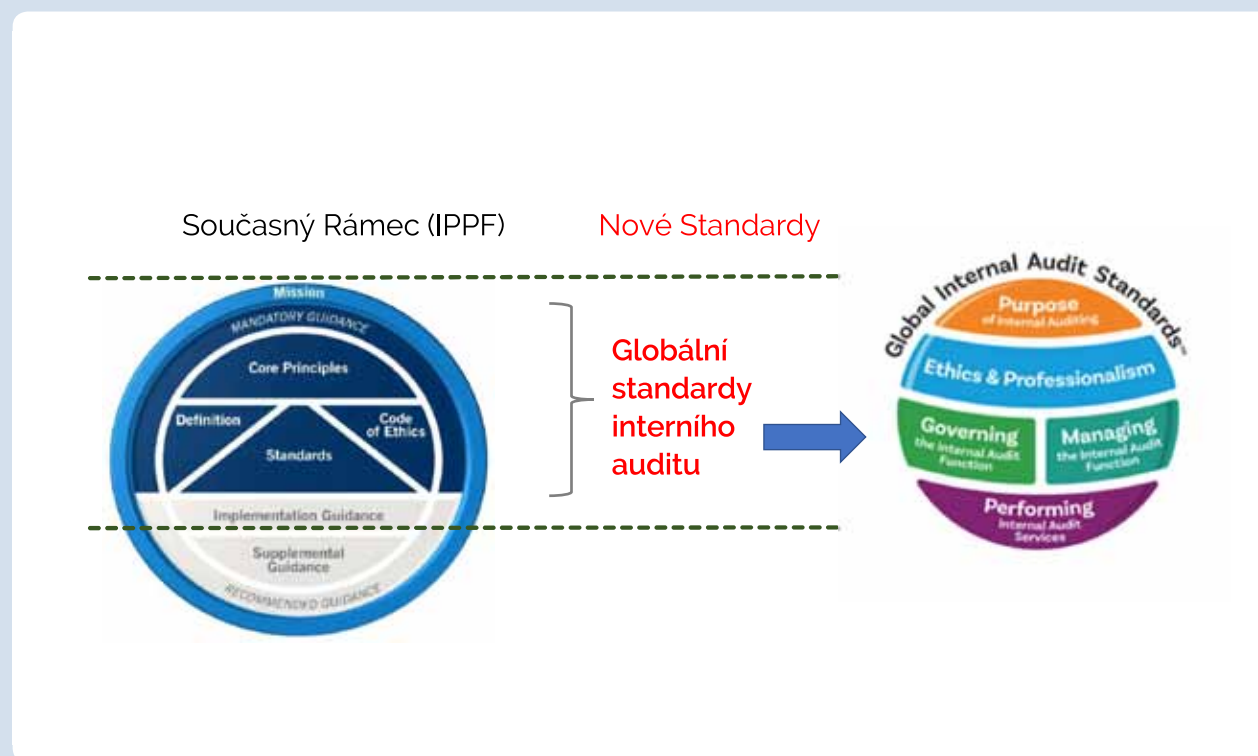 Současný Rámec (IPPF)
Nové Standardy
Mission
MANDATORY GUIDANCE
Core Principles
Definition
Code
of Ethics
Standards
Implementation Guidance
Supplemental
Guidance
RECOMMENDED GUIDANCE
Globální
standardy
interního
auditu
Global Internal Audit Standards™
Purpose
of Internal Auditing
Ethics & Professionalism
Governing
the Internal Audit
Function
Managing
the Internal Audit
Function
Performing
Internal Audit
Services